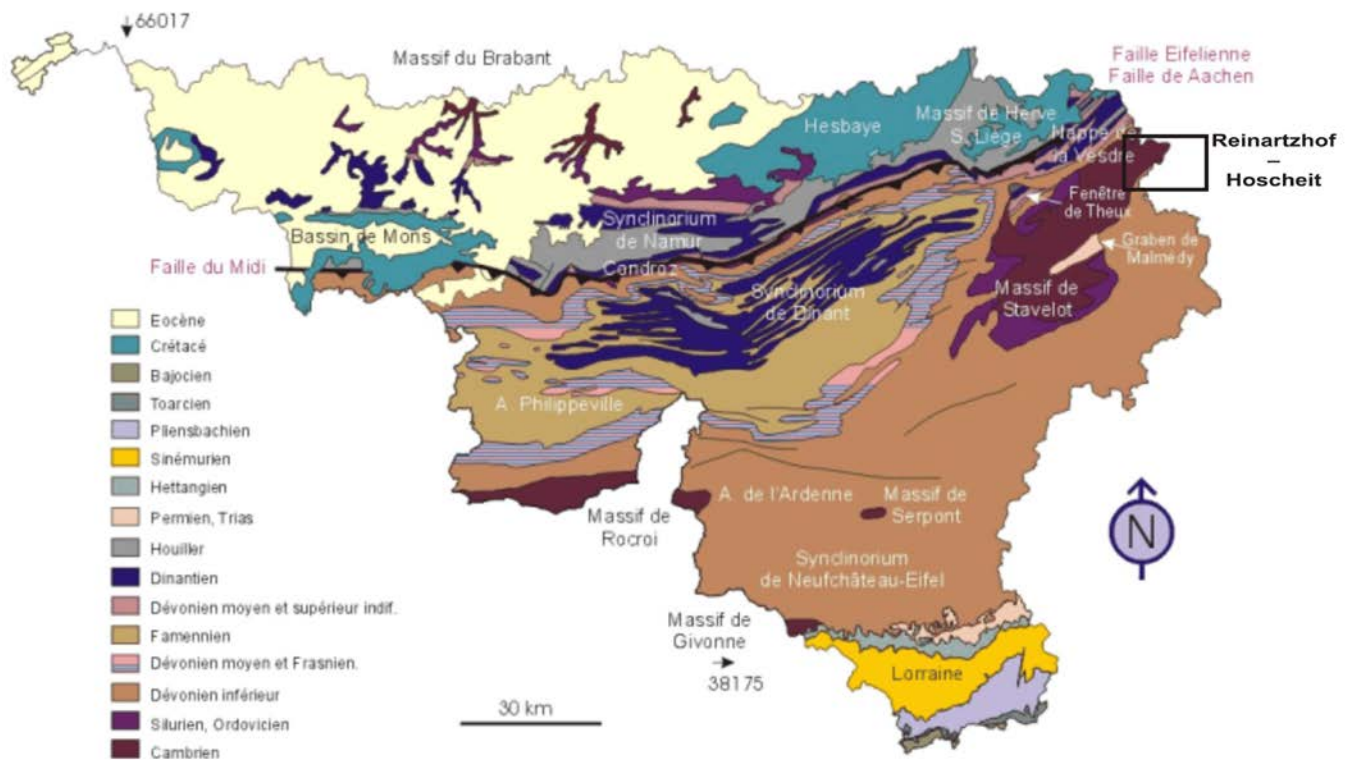 66017
Massif du Brabant
Faille Eifelienne
Faille de Aachen
Hesbaye
Massif de Herve
S. Liège
Nappe de
la Vesdre
Reinartzhof
–
Hoscheit
Fenêtre
de Theux
Synclinorium
de Namur
Bassin de Mons
Graben de
Malmédy
Faille du Midi
Condroz
Massif de
Stavelot
Synclinorium
de Dinant
Eocène
Crétacé
Bajocien
Toarcien
Pliensbachien
Sinémurien
Hettangien
Permien, Trias
Houiller
Dinantien
Dévonien moyen et supérieur indif.
Famennien
Dévonien moyen et Frasnien.
Dévonien inférieur
Silurien, Ordovicien
Cambrien
A. Philippeville
A. de l'Ardenne
Massif de
Serpont
Massif de
Rocroi
N
Synclinorium
de Neufchâteau-Eifel
Massif de
Givonne
38175
Lorraine
30 km